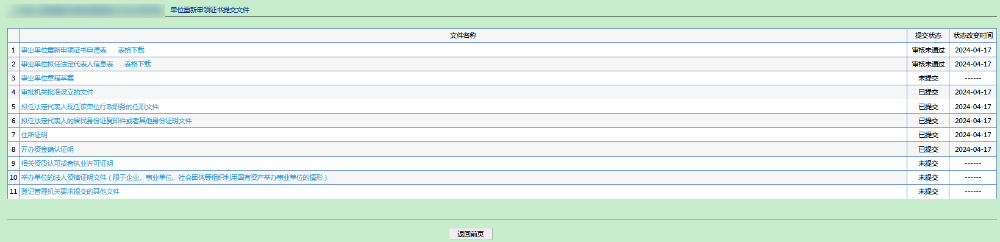 单位重新申领证书提交文件
文件名称 提交状态 状态改变时间
1 事业单位重新申领证书申请表 表格下载 审核未通过 2024-04-17
2 事业单位拟任法定代表人信息表 表格下载 审核未通过 2024-04-17
3 事业单位章程草案 未提交 ------
4 审批机关批准设立的文件 已提交 2024-04-17
5 拟任法定代表人现任该单位行政职务的任职文件 已提交 2024-04-17
6 拟任法定代表人的居民身份证复印件或者其他身份证明文件 已提交 2024-04-17
7 住所证明 已提交 2024-04-17
8 开办资金确认证明 已提交 2024-04-17
9 相关资质认可或者执业许可证明 未提交 ------
10 举办单位的法人资格证明文件（限于企业、事业单位、社会团体等组织利用国有资产举办事业单位的情形） 未提交 ------
11 登记管理机关要求提交的其他文件 未提交 ------
返回前页